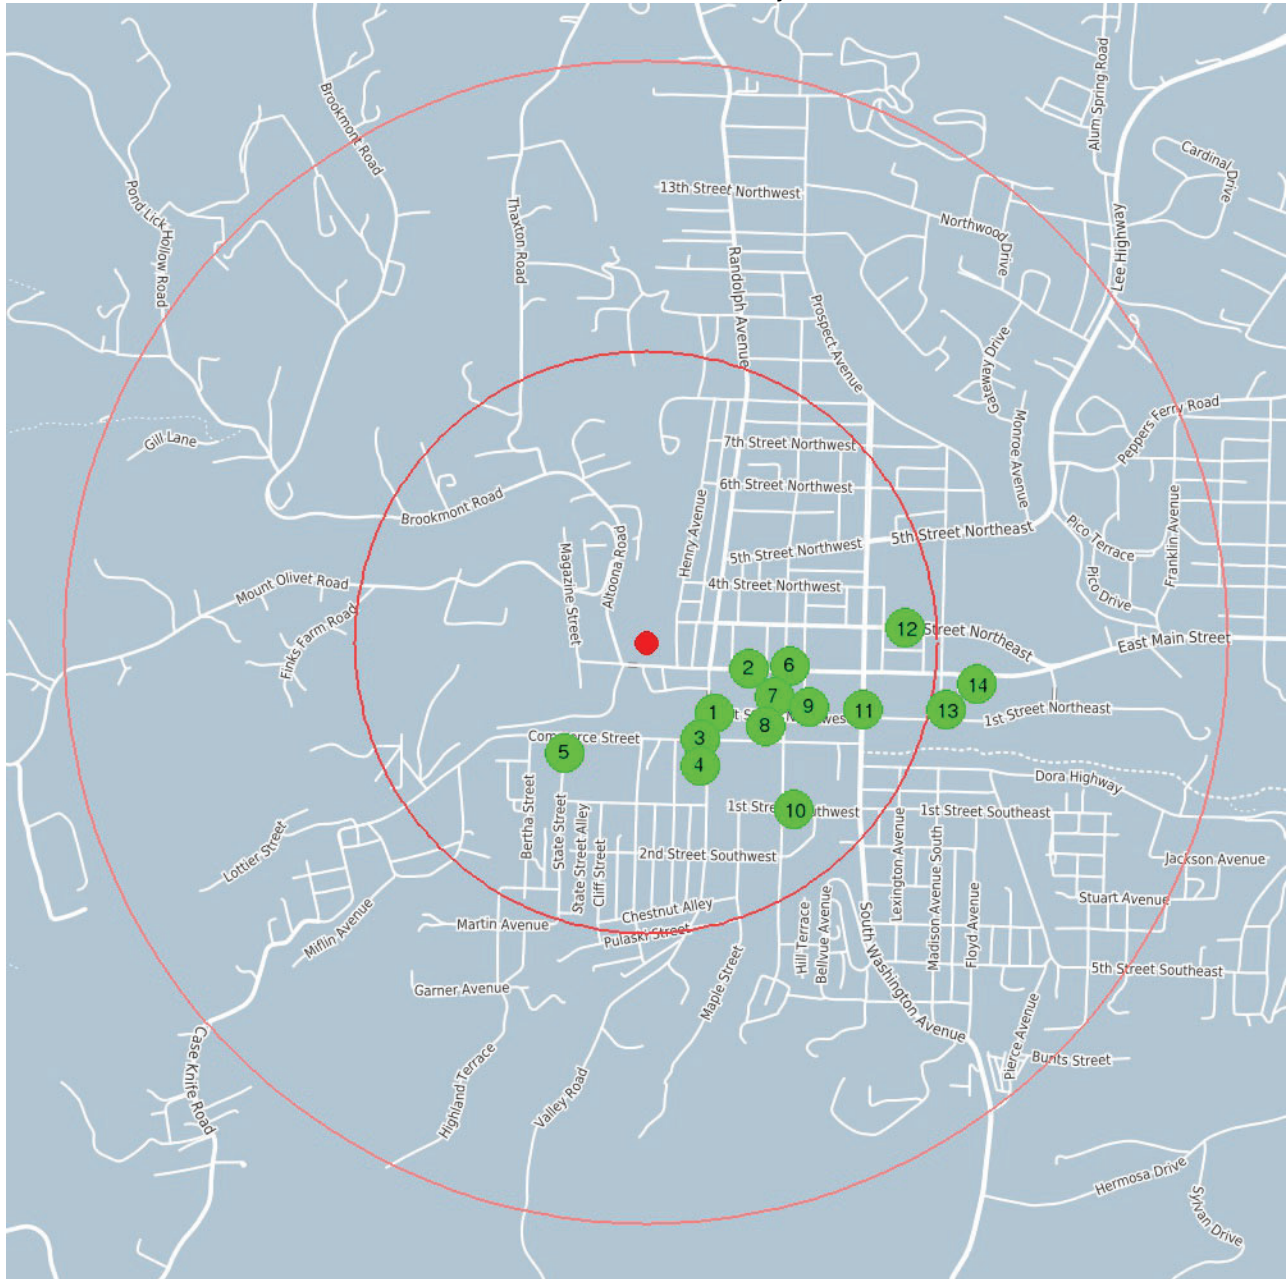 Brookmont Road
Alum Spring Road
Cardinal Drive
Pond Lick Hollow Road
13th Street Northwest
Thaxton Road
Northwood Drive
Lee Highway
Randolph Avenue
Prospect Avenue
Gateway Drive
Peppers Ferry Road
Gill Lane
7th Street Northwest
Monroe Avenue
6th Street Northwest
Brookmont Road
Henry Avenue
Franklin Avenue
5th Street Northeast
Pico Terrace
5th Street Northwest
Altoona Road
Magazine Street
Mount Olivet Road
4th Street Northwest
Pico Drive
Finks Farm Road
12
Street Northeast
East Main Street
2
6
14
7
9
1
11
13
1st Street Northeast
8
3
Commerce Street
5
4
Dora Highway
10
1st Street Southeast
Bertha Street
State Street
State Street Alley
Cliff Street
Lottier Street
2nd Street Southwest
Lexington Avenue
Madison Avenue South
Floyd Avenue
Jackson Avenue
Stuart Avenue
Chestnut Alley
Miflin Avenue
Martin Avenue
Pulaski Street
Hill Terrace
Bellvue Avenue
South Washington Avenue
5th Street Southeast
Garner Avenue
Maple Street
Case Knife Road
Highland Terrace
Valley Road
Pierce Avenue
Bunts Street
Hermosa Drive
Sylvan Drive